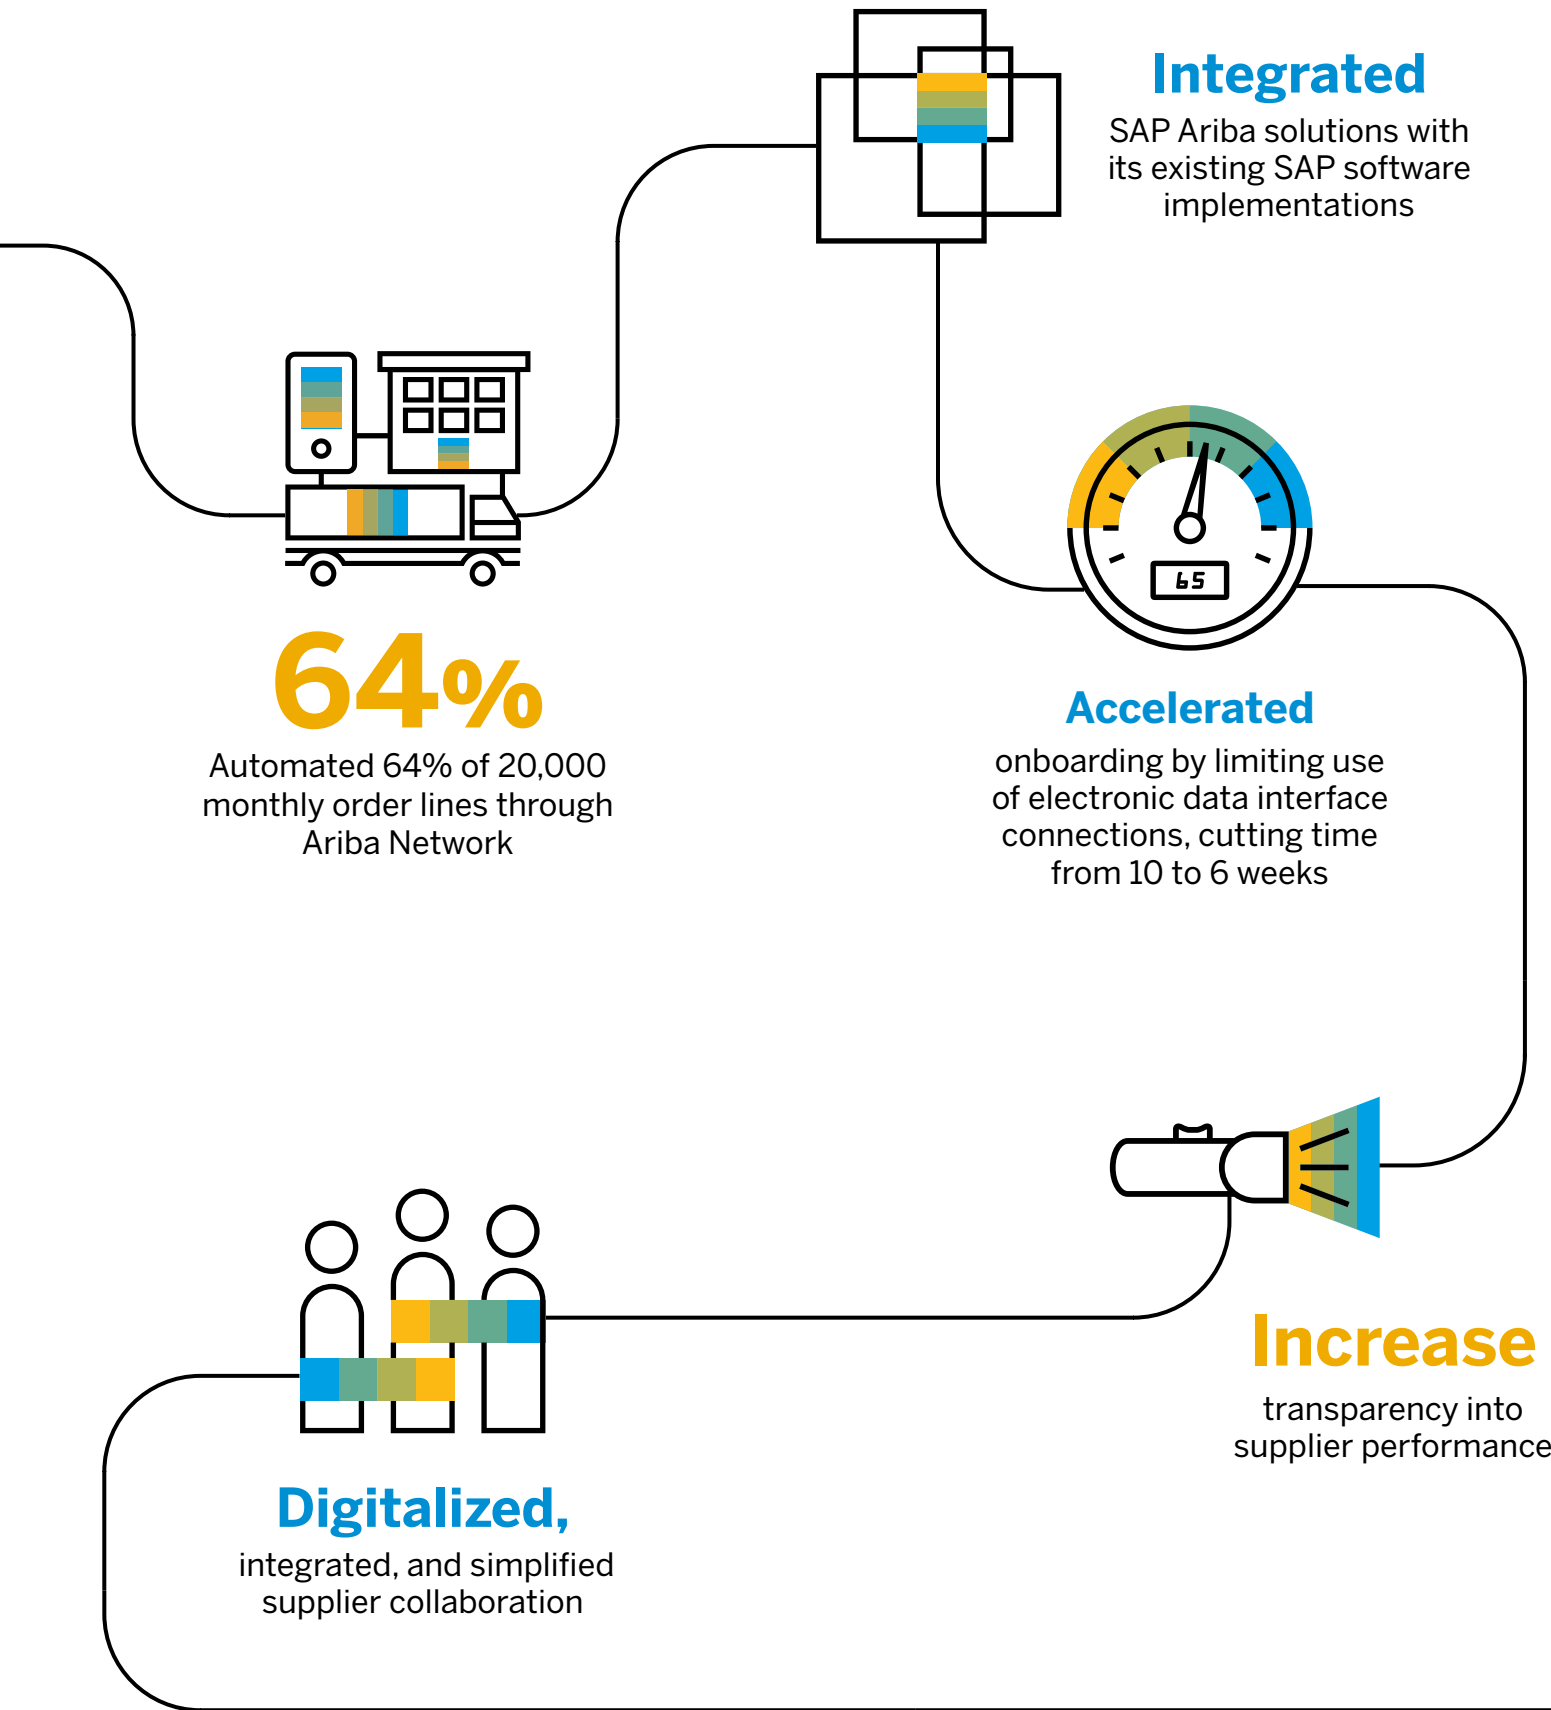 Integrated
SAP Ariba solutions with
its existing SAP software
implementations
65
64%
Automated 64% of 20,000
monthly order lines through
Ariba Network
Accelerated
onboarding by limiting use
of electronic data interface
connections, cutting time
from 10 to 6 weeks
Increase
transparency into
supplier performance
Digitalized,
integrated, and simplified
supplier collaboration